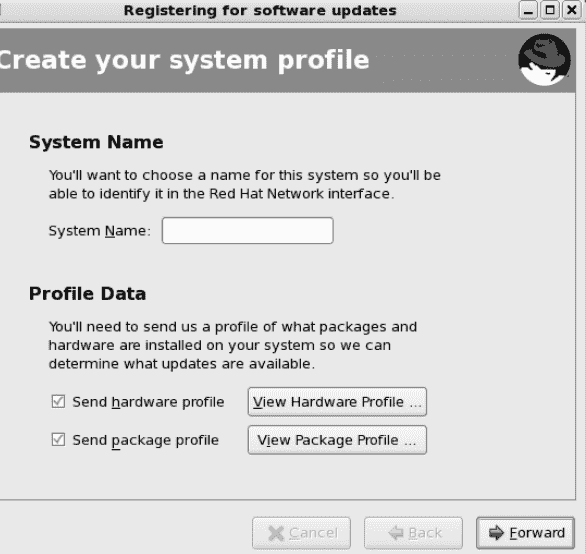 Registering for software updates
Create your system profile
System Name
You'll want to choose a name for this system so you'll be
able to identify it in the Red Hat Network interface.
System Name:
Profile Data
You'll need to send us a profile of what packages and
hardware are installed on your system so we can
determine what updates are available.
Send hardware profile View Hardware Profile ...
Send package profile View Package Profile ...
Cancel Back Forward